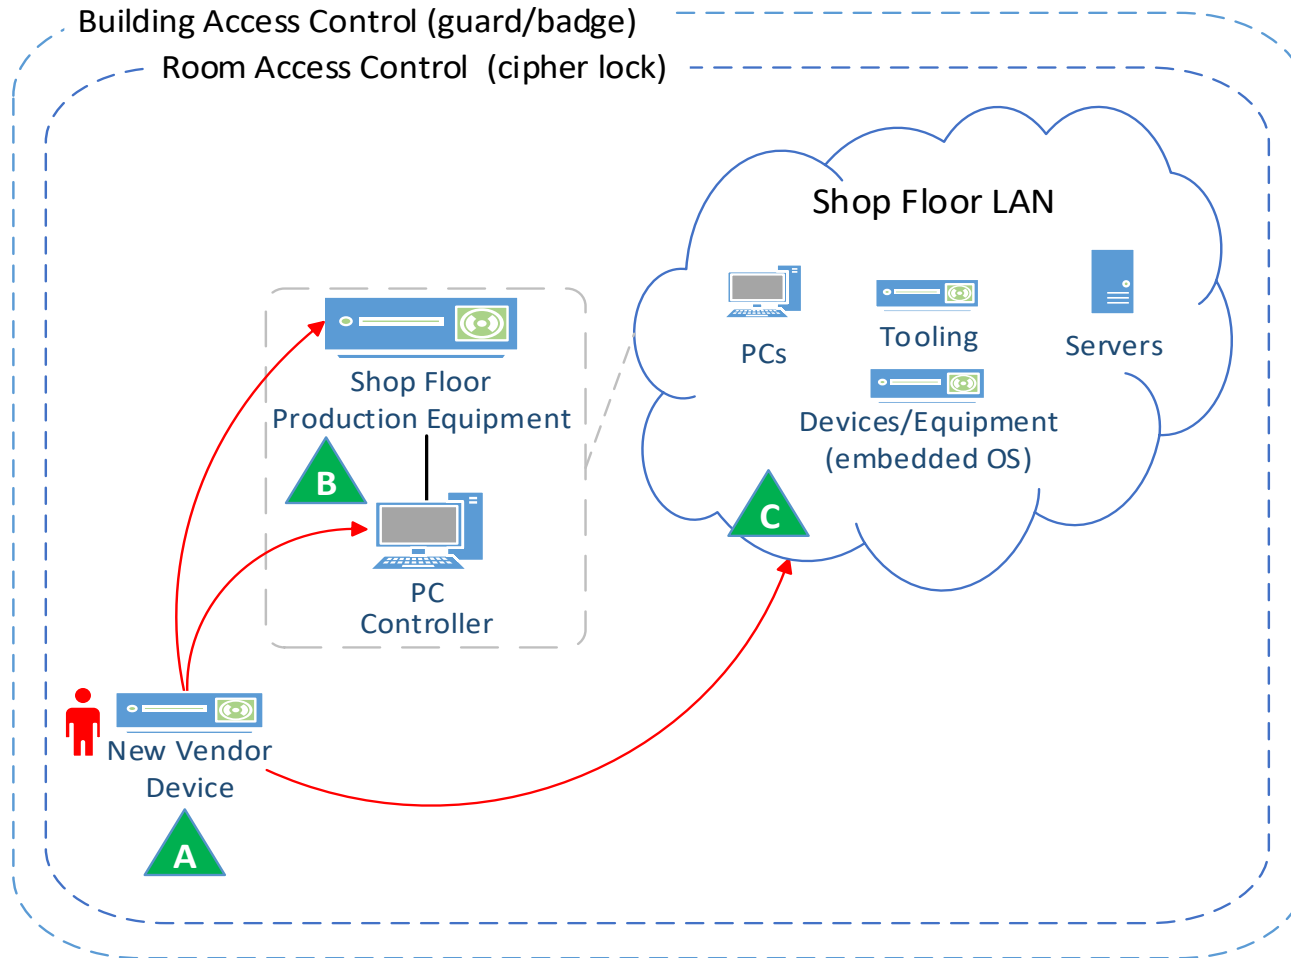 Building Access Control (guard/badge)
Room Access Control (cipher lock)
Shop Floor LAN
PCs
Tooling
Servers
Devices/Equipment
(embedded OS)
C
Shop Floor
Production Equipment
B
PC
Controller
New Vendor
Device
A